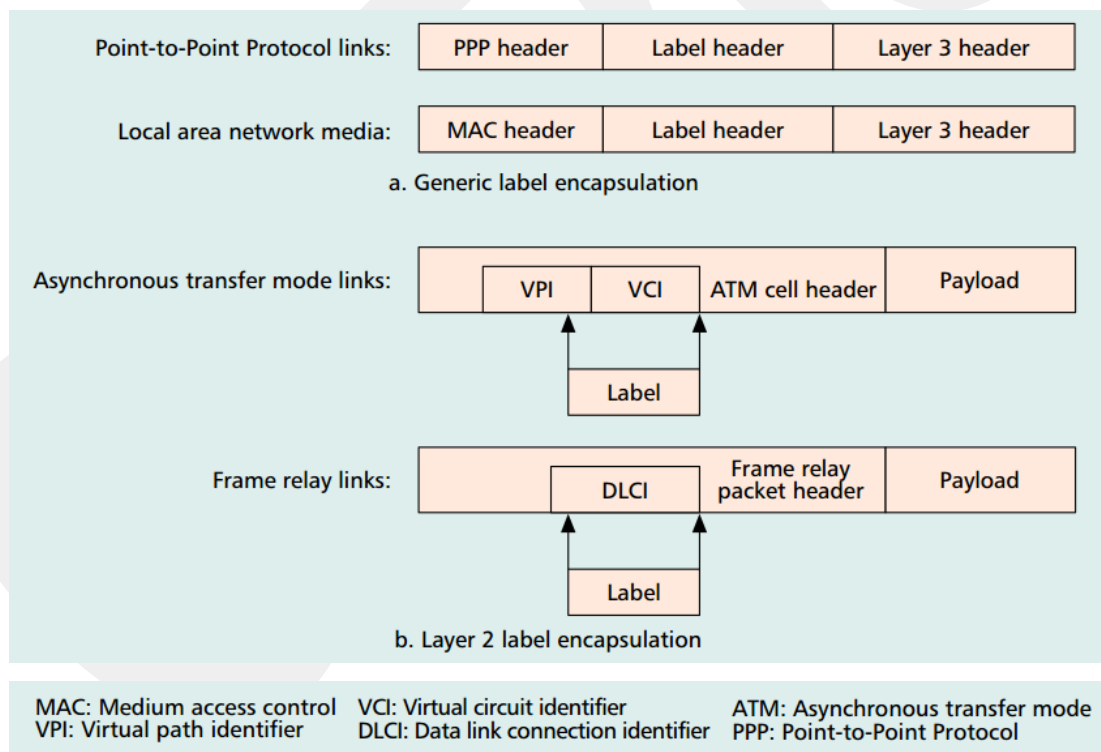 Point-to-Point Protocol links: PPP header Label header Layer 3 header
Local area network media: MAC header Label header Layer 3 header
a. Generic label encapsulation
Asynchronous transfer mode links: VPI VCI ATM cell header Payload
Label
Frame relay links: DLCI Frame relay packet header Payload
Label
b. Layer 2 label encapsulation
MAC: Medium access control VCI: Virtual circuit identifier ATM: Asynchronous transfer mode
VPI: Virtual path identifier DLCI: Data link connection identifier PPP: Point-to-Point Protocol